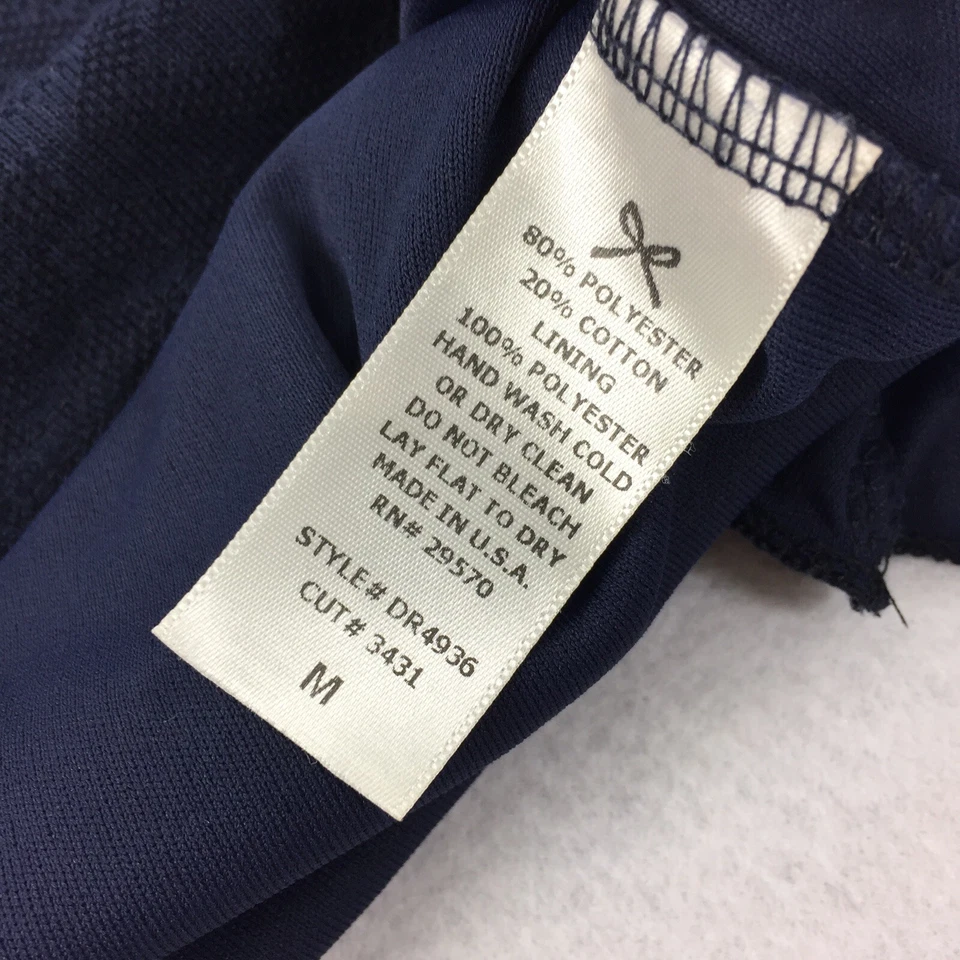 80% POLYESTER
20% COTTON
LINING
100% POLYESTER
HAND WASH COLD
OR DRY CLEAN
DO NOT BLEACH
LAY FLAT TO DRY
MADE IN U.S.A.
RN# 29570
STYLE# DR4936
CUT# 3431
M